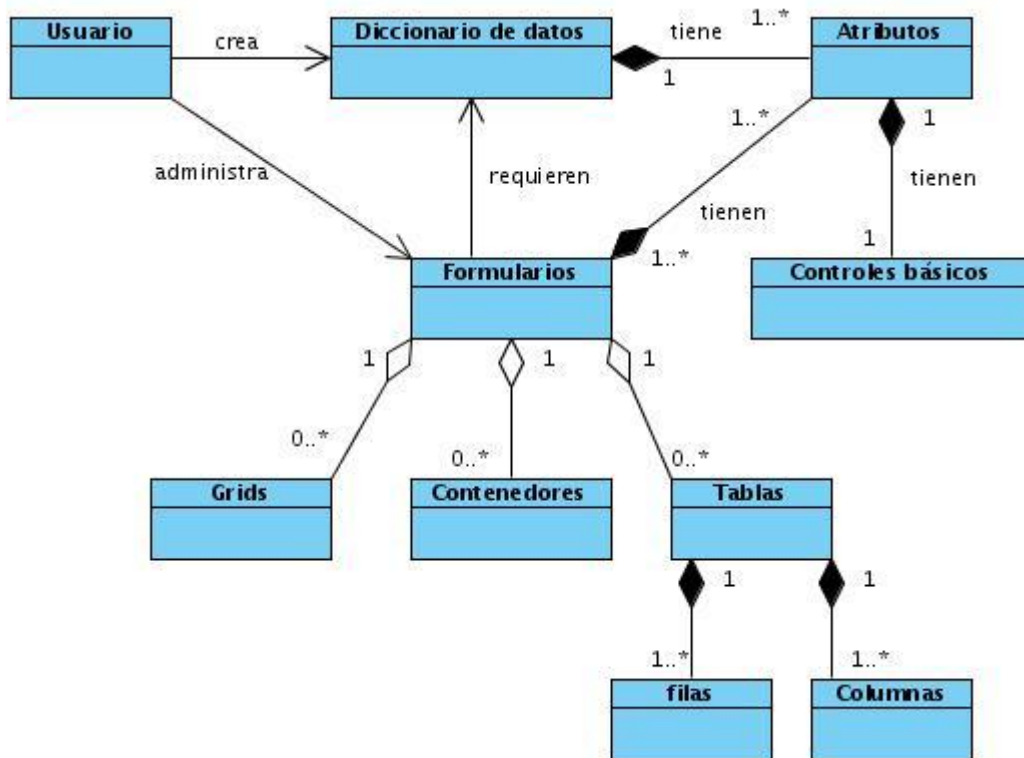 Usuario
crea
Diccionario de datos
tiene
1..*
1
Atributos
administra
requieren
1..*
tienen
1..*
1
tienen
1
Formularios
Controles básicos
1
1
1
0..*
0..*
0..*
Grids
Contenedores
Tablas
1
1
1..*
1..*
filas
Columnas